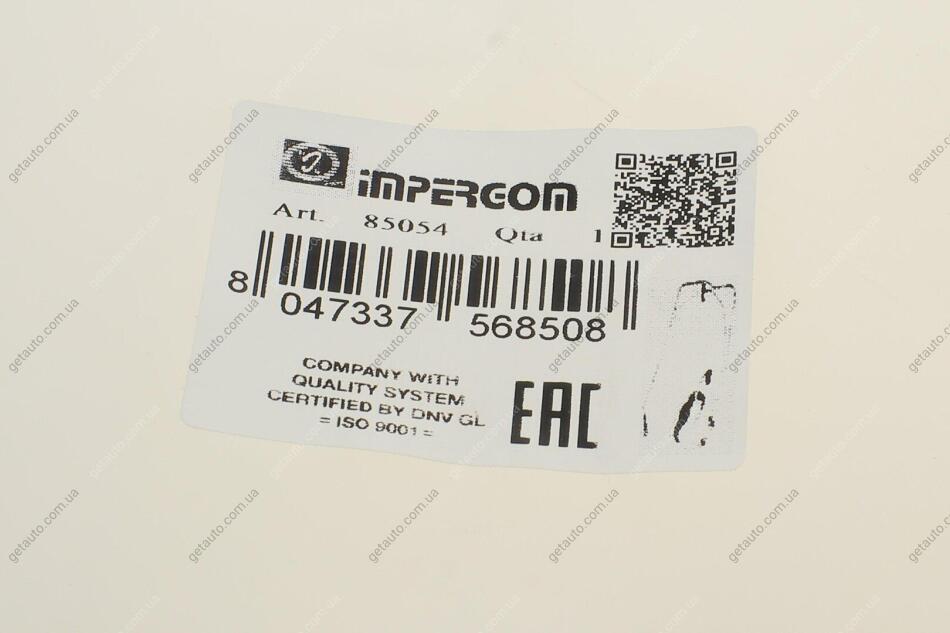 impergom
Art. 85054 Qta 1
8 047337 568508
COMPANY WITH
QUALITY SYSTEM
CERTIFIED BY DNV GL
= ISO 9001 =
EAC
getauto.com.ua